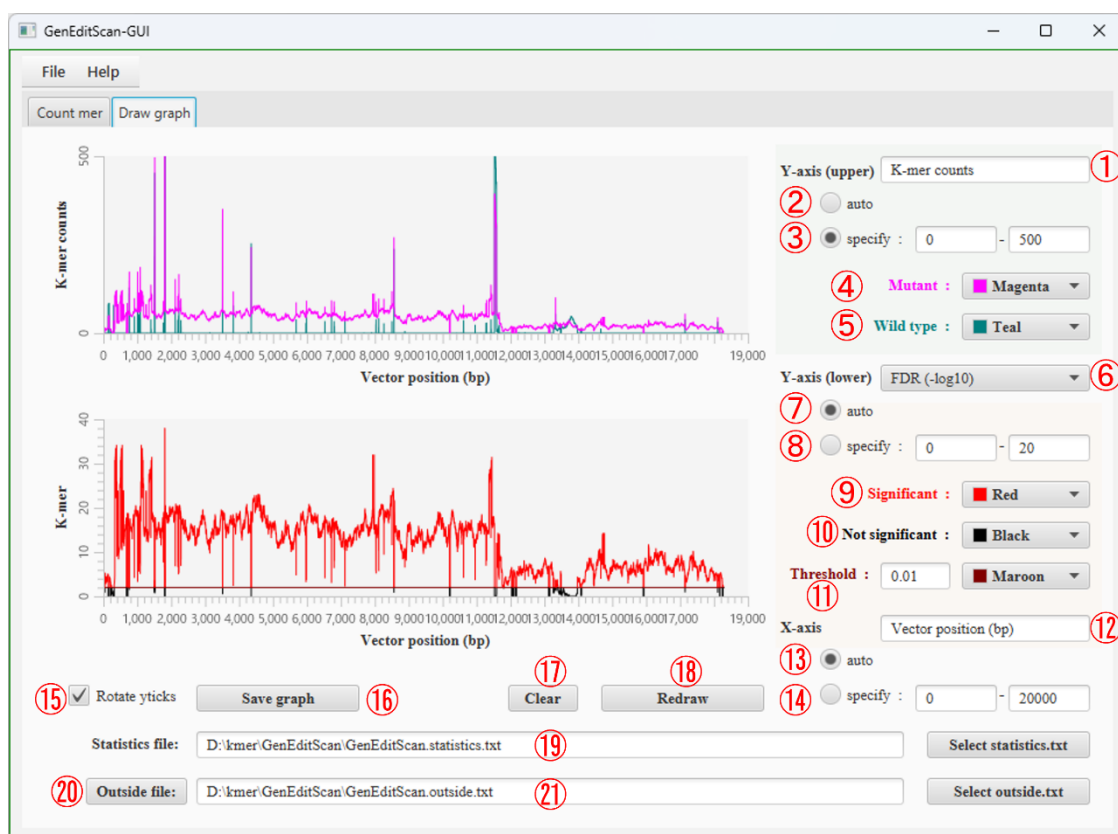 GenEditScan-GUI
File Help
Count mer Draw graph
500
0
K-mer counts
0 1,000 2,000 3,000 4,000 5,000 6,000 7,000 8,000 9,000 10,000 11,000 12,000 13,000 14,000 15,000 16,000 17,000 19,000
Vector position (bp)
Y-axis (upper) K-mer counts ①
② auto
③ specify : 0 - 500
④ Mutant : Magenta
⑤ Wild type : Teal
Y-axis (lower) FDR (-log10) ⑥
⑦ auto
⑧ specify : 0 - 20
⑨ Significant : Red
⑩ Not significant : Black
Threshold : 0.01 Maroon
⑪
40
30
20
10
0
K-mer
0 1,000 2,000 3,000 4,000 5,000 6,000 7,000 8,000 9,000 10,000 11,000 12,000 13,000 14,000 15,000 16,000 17,000 19,000
Vector position (bp)
X-axis Vector position (bp) ⑫
⑬ auto
⑭ specify : 0 - 20000
⑮ Rotate yticks Save graph ⑯ ⑰ Clear ⑱ Redraw
Statistics file: D:\kmer\GenEditScan\GenEditScan.statistics.txt ⑲ Select statistics.txt
⑳ Outside file: D:\kmer\GenEditScan\GenEditScan.outside.txt ㉑ Select outside.txt